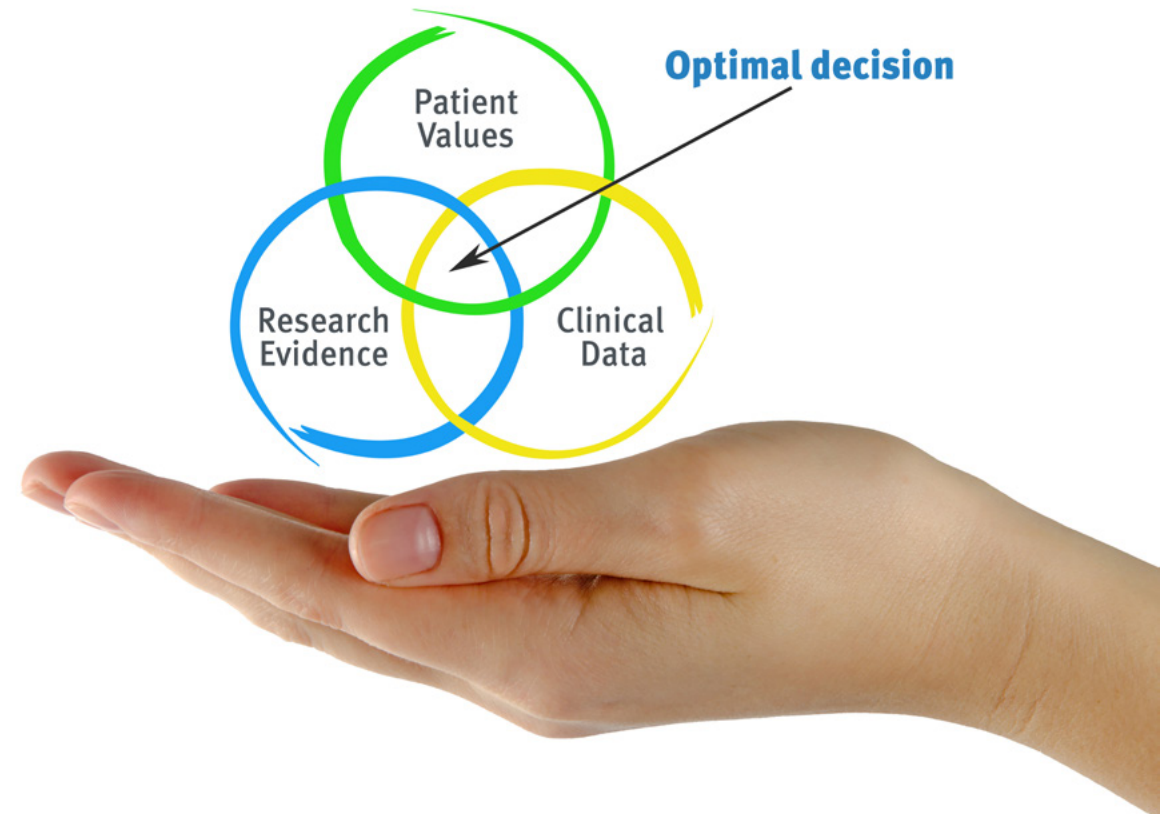 Optimal decision
Patient
Values
Research
Evidence
Clinical
Data